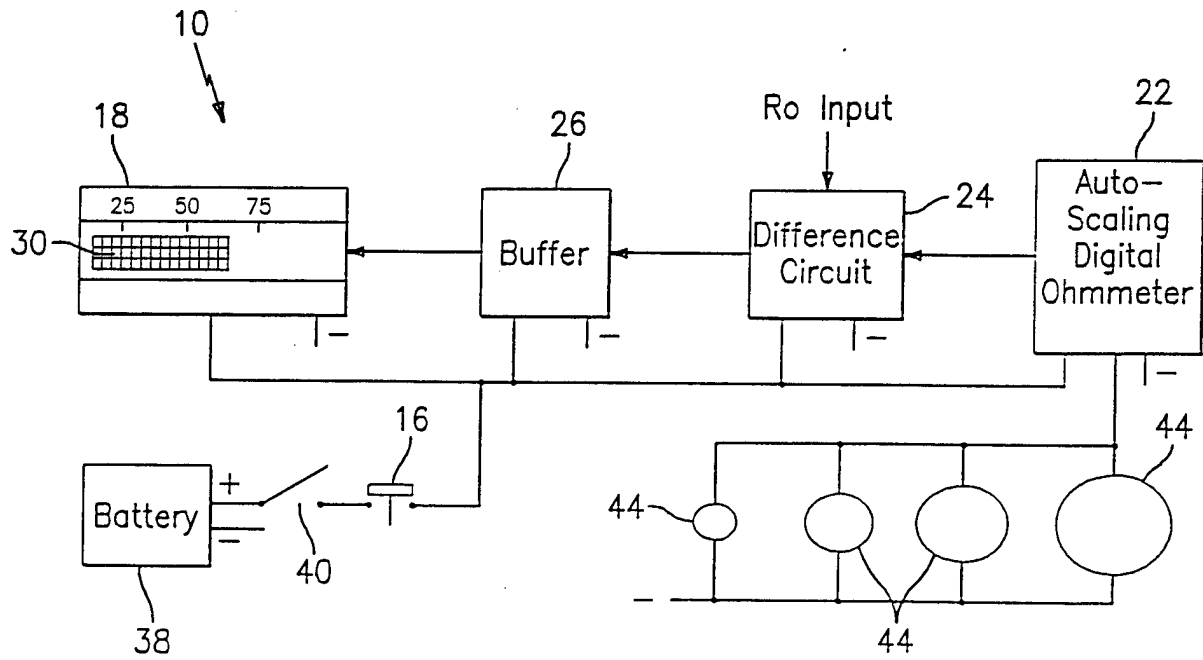 10
18
26
Ro Input
22
25 50 75
30
Buffer
24
Difference
Circuit
Auto-
Scaling
Digital
Ohmmeter
-
-
-
-
16
44
Battery
+
-
40
44
38
-
44